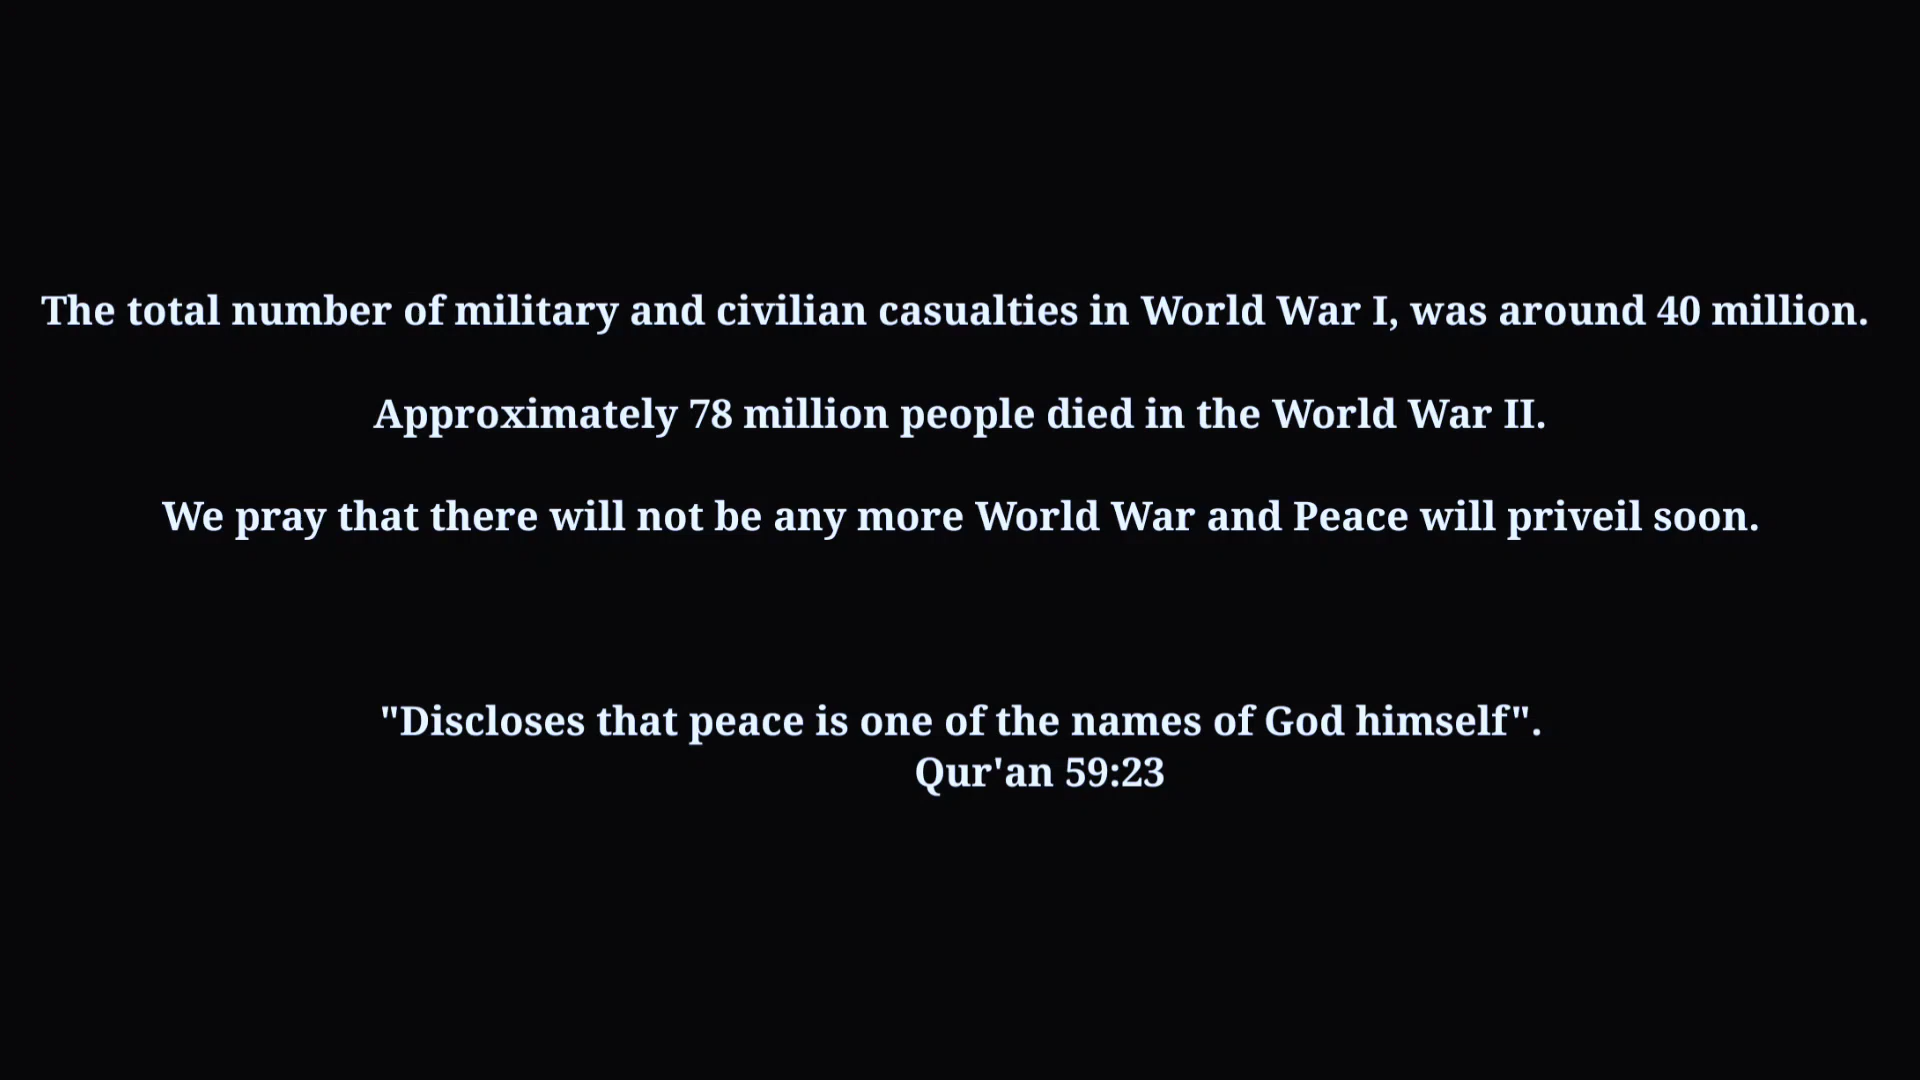 The total number of military and civilian casualties in World War I, was around 40 million.
Approximately 78 million people died in the World War II.
We pray that there will not be any more World War and Peace will priveil soon.
"Discloses that peace is one of the names of God himself".
Qur'an 59:23